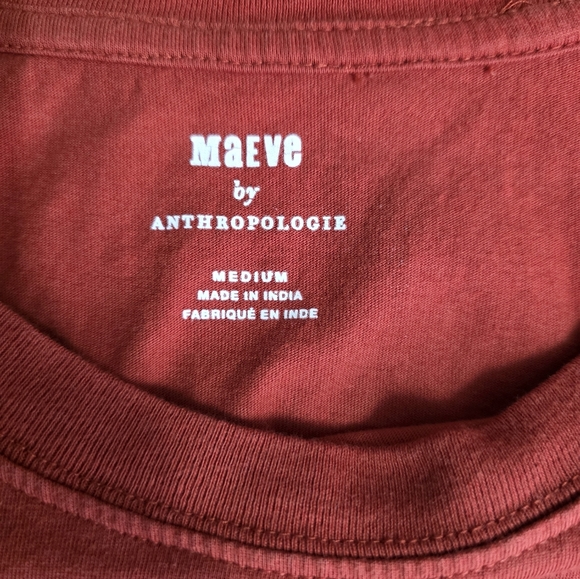 MaEVe
by
ANTHROPOLOGIE
MEDIUM
MADE IN INDIA
FABRIQUÉ EN INDE